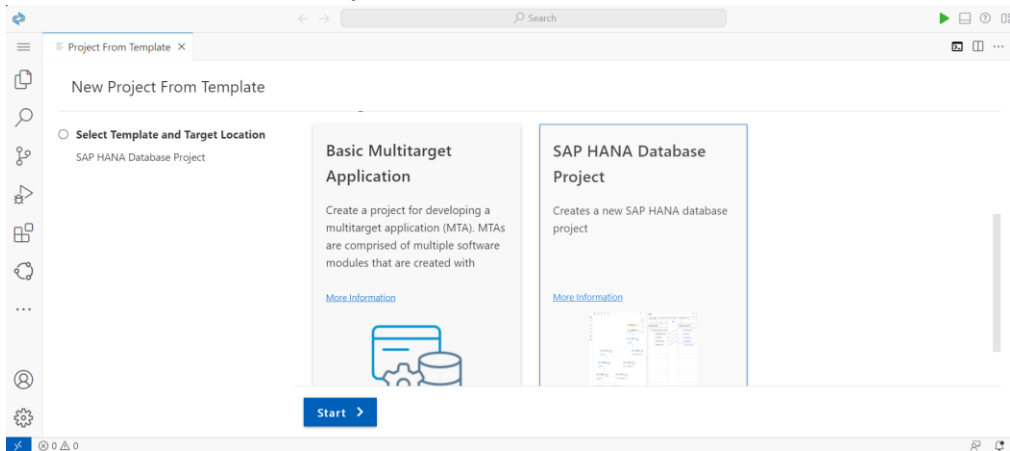 Search
Project From Template
New Project From Template
Select Template and Target Location
SAP HANA Database Project
Basic Multitarget
Application
Create a project for developing a
multitarget application (MTA). MTAs
are comprised of multiple software
modules that are created with
More Information
SAP HANA Database
Project
Creates a new SAP HANA database
project
More Information
Start
0 0